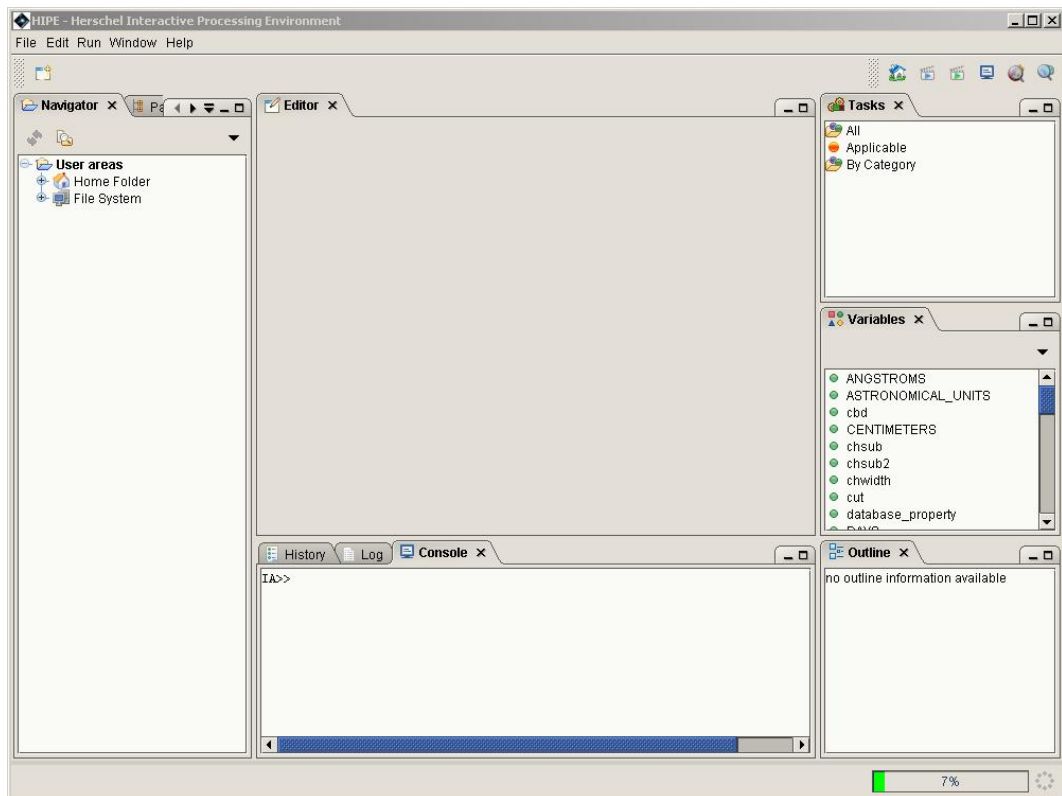 HIPE - Herschel Interactive Processing Environment
File Edit Run Window Help
Navigator
Editor
Tasks
User areas
Home Folder
File System
All
Applicable
By Category
Variables
ANGSTROMS
ASTRONOMICAL_UNITS
cbd
CENTIMETERS
chsub
chsub2
chwidth
cut
database_property
History Log Console
IA>>
Outline
no outline information available
7%